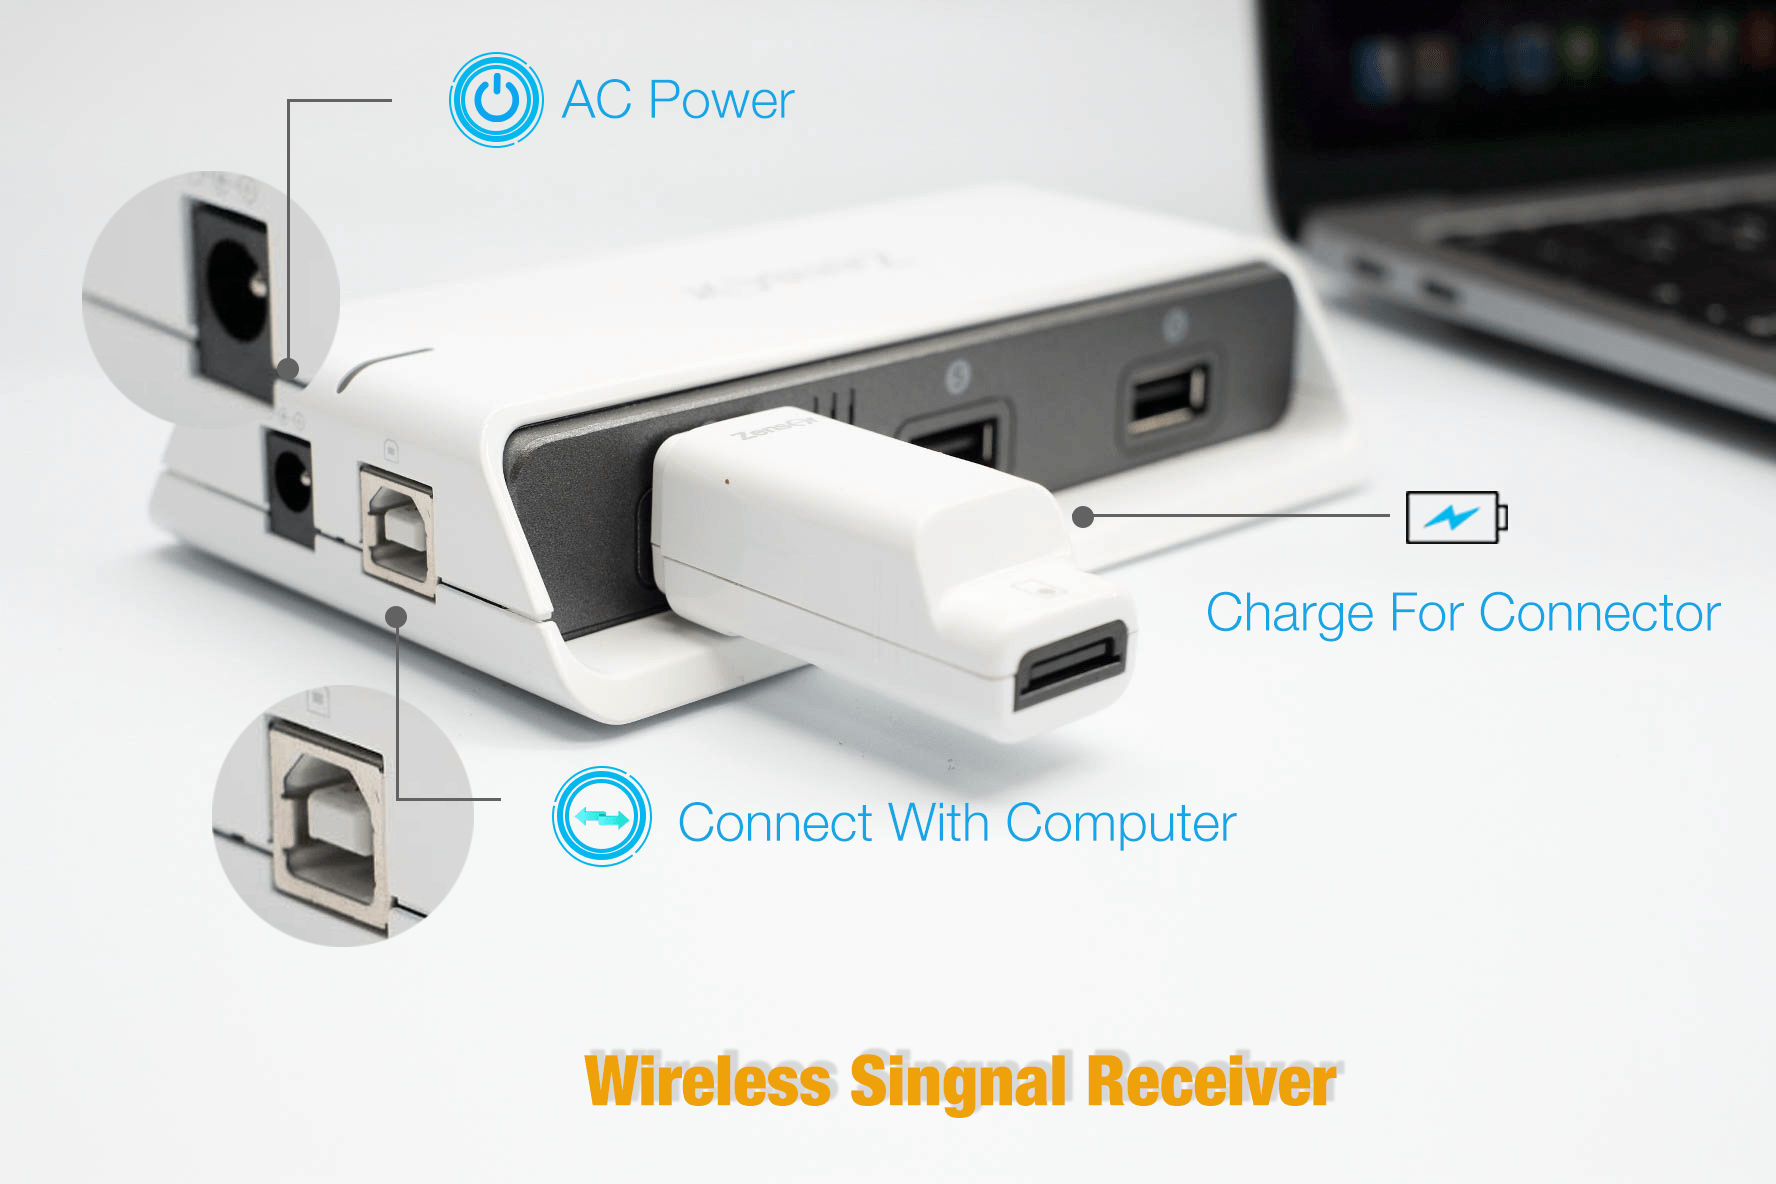 AC Power
Charge For Connector
Connect With Computer
Wireless Singnal Receiver